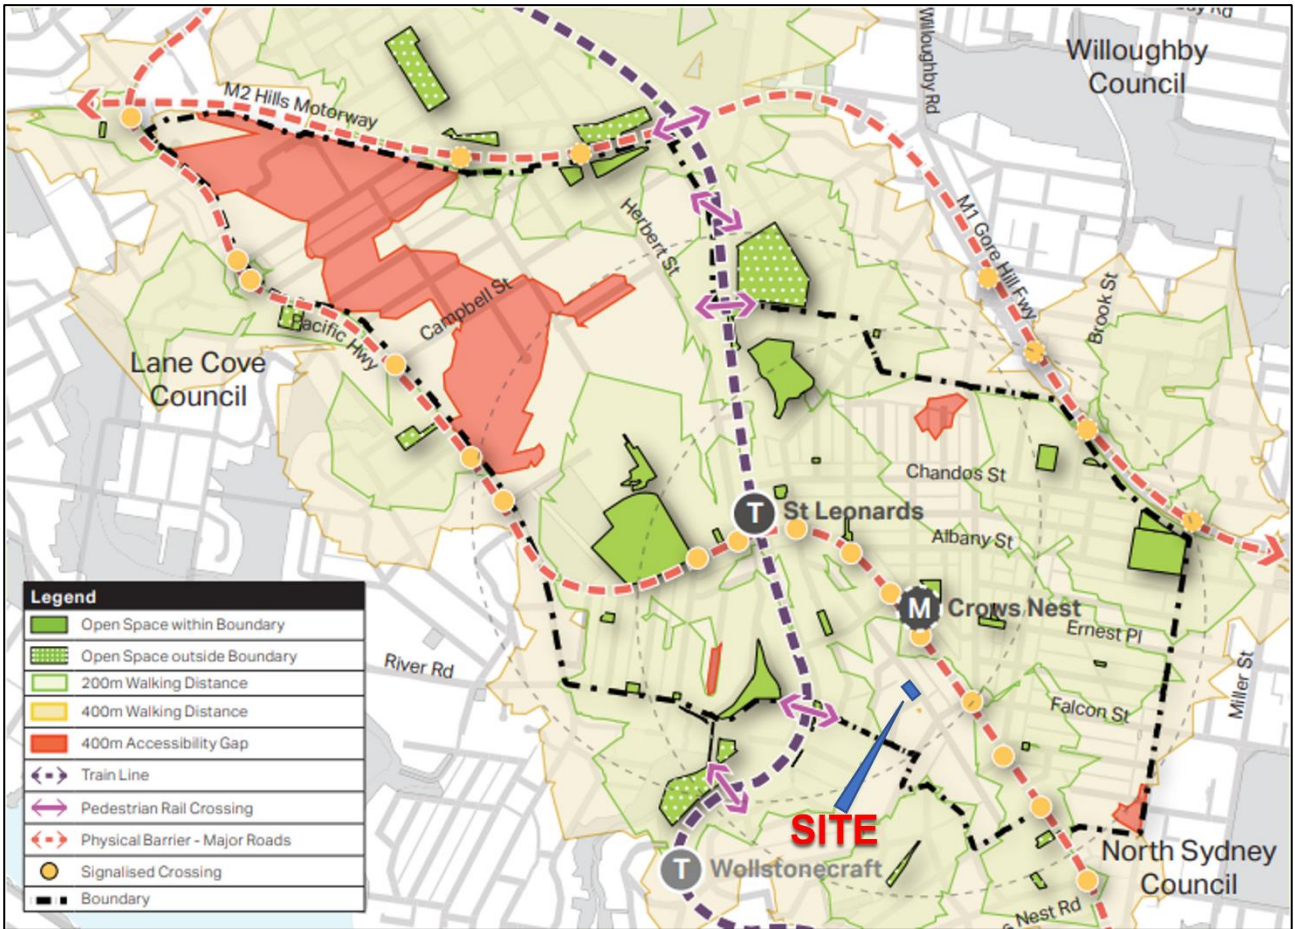 Willoughby Rd
Willoughby
Council
M2 Hills Motorway
Herbert St
M1 Gore Hill Fwy
Brook St
Campbell St
Pacific Hwy
Lane Cove
Council
Chandos St
St Leonards
T
Albany St
M
Crows Nest
Ernest Pl
River Rd
Miller St
Falcon St
SITE
T
Wollstonecraft
North Sydney
Council
Nest Rd
Legend
Open Space within Boundary
Open Space outside Boundary
200m Walking Distance
400m Walking Distance
400m Accessibility Gap
Train Line
Pedestrian Rail Crossing
Physical Barrier - Major Roads
Signalised Crossing
Boundary